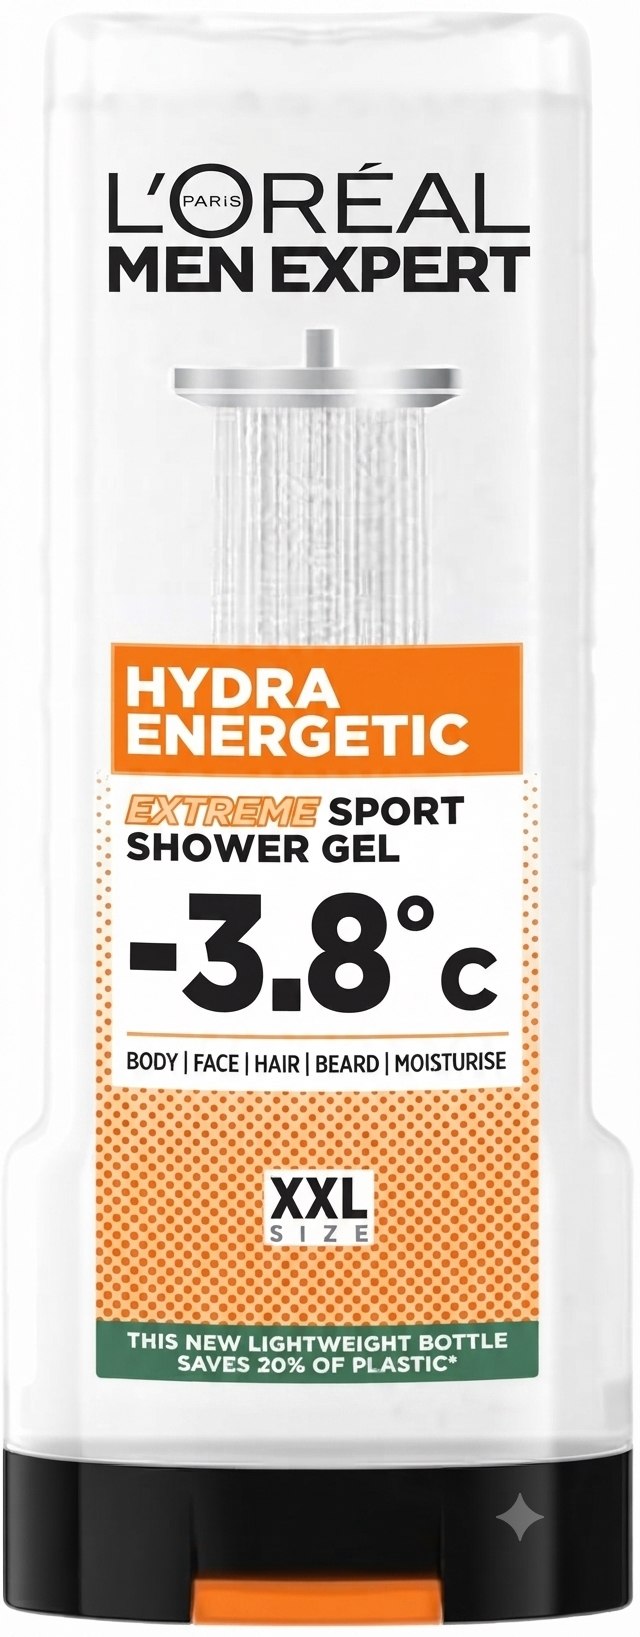 L'ORÉAL
PARiS
MEN EXPERT
HYDRA
ENERGETIC
EXTREME SPORT
SHOWER GEL
-3.8°C
BODY | FACE | HAIR | BEARD | MOISTURISE
XXL
SIZE
THIS NEW LIGHTWEIGHT BOTTLE
SAVES 20% OF PLASTIC*